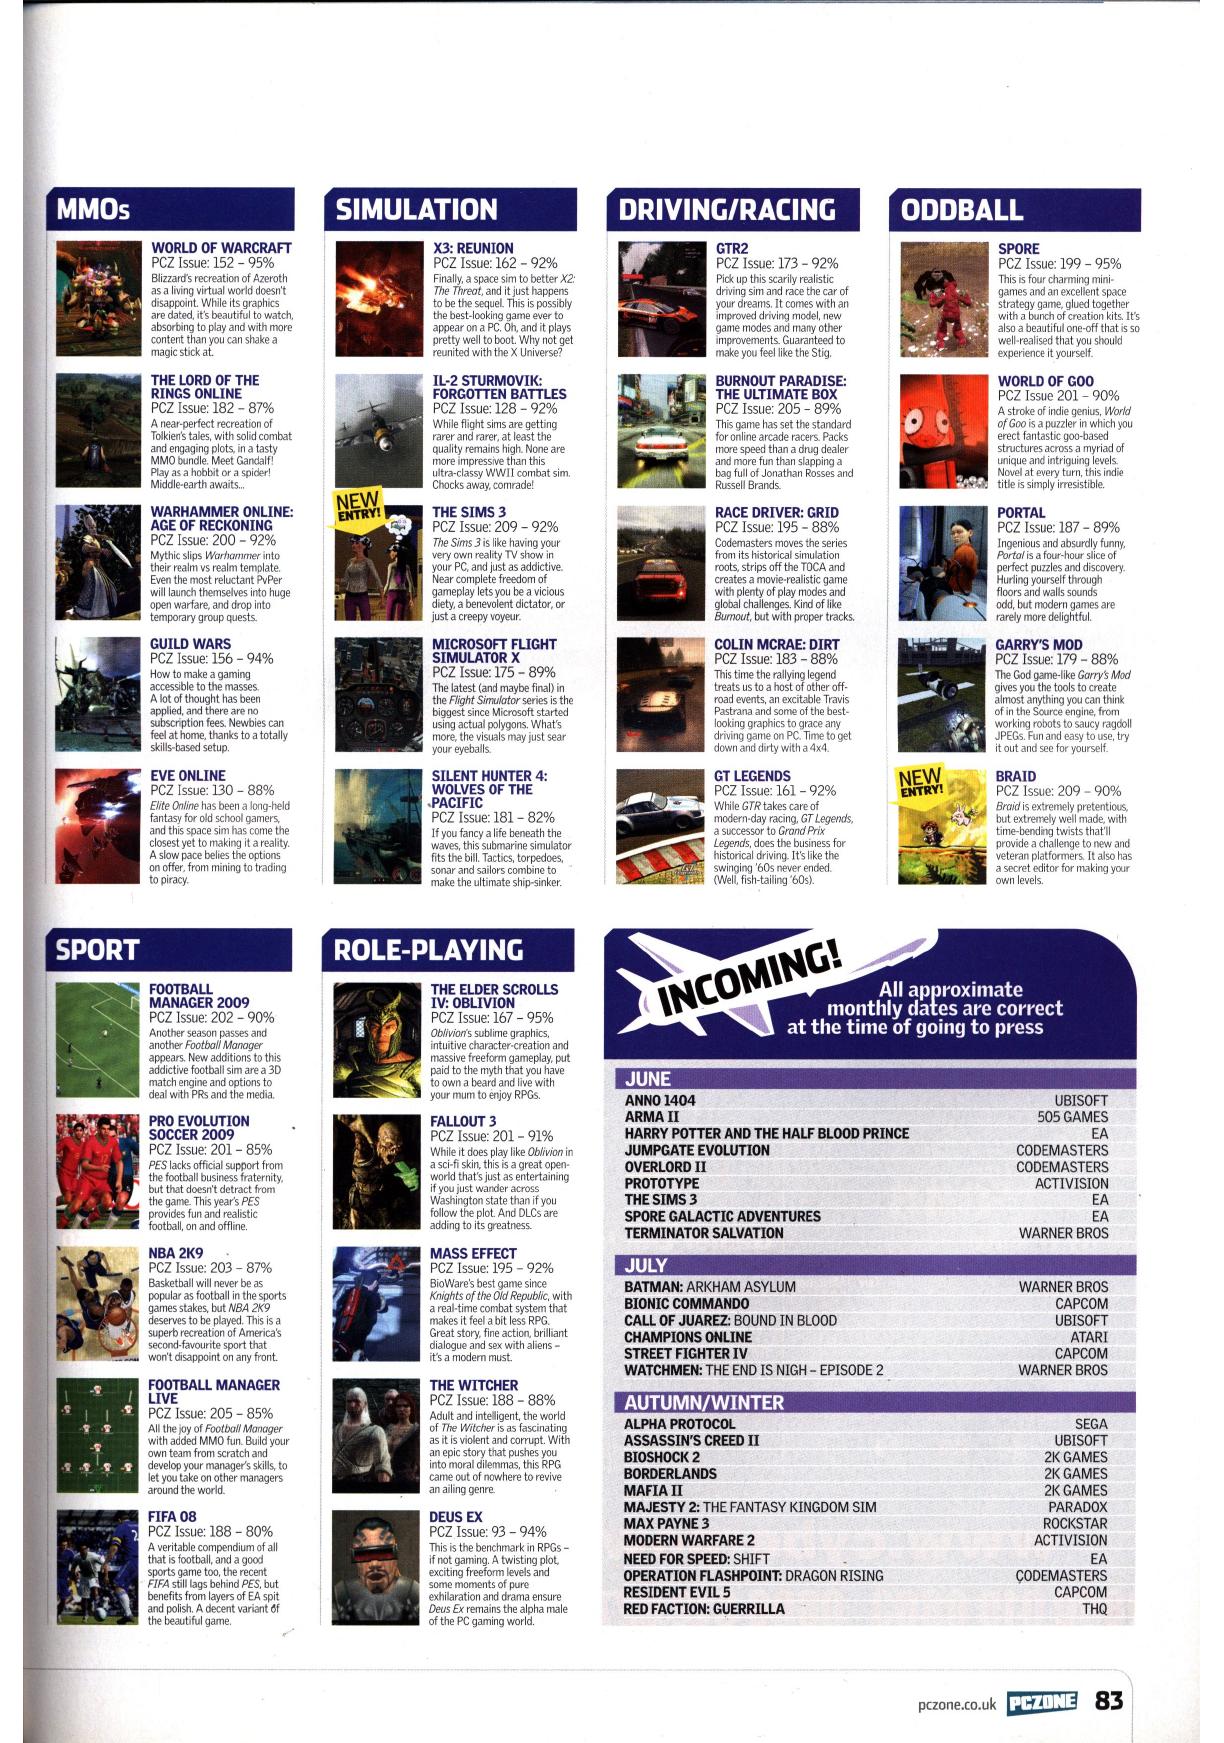 MMOs
WORLD OF WARCRAFT
PCZ Issue: 152 – 95%
Blizzard's recreation of Azeroth
as a living virtual world doesn't
disappoint. While its graphics
are dated, it's beautiful to watch,
absorbing to play and with more
content than you can shake a
magic stick at.
THE LORD OF THE
RINGS ONLINE
PCZ Issue: 182 – 87%
A near-perfect recreation of
Tolkien's tales, with solid combat
and engaging plots, in a tasty
MMO bundle. Meet Gandalf!
Play as a hobbit or a spider!
Middle-earth awaits...
WARHAMMER ONLINE:
AGE OF RECKONING
PCZ Issue: 200 – 92%
Mythic slips Warhammer into
their realm vs realm template.
Even the most reluctant PvPer
will launch themselves into huge
open warfare, and drop into
temporary group quests.
GUILD WARS
PCZ Issue: 156 – 94%
How to make a gaming
accessible to the masses.
A lot of thought has been
applied, and there are no
subscription fees. Newbies can
feel at home, thanks to a totally
skills-based setup.
EVE ONLINE
PCZ Issue: 130 – 88%
Elite Online has been a long-held
fantasy for old school gamers,
and this space sim has come the
closest yet to making it a reality.
A slow pace belies the options
on offer, from mining to trading
to piracy.
SIMULATION
X3: REUNION
PCZ Issue: 162 – 92%
Finally, a space sim to better X2:
The Threat, and it just happens
to be the sequel. This is possibly
the best-looking game ever to
appear on a PC. Oh, and it plays
pretty well to boot. Why not get
reunited with the X Universe?
IL-2 STURMOVIK:
FORGOTTEN BATTLES
PCZ Issue: 128 – 92%
While flight sims are getting
rarer and rarer, at least the
quality remains high. None are
more impressive than this
ultra-classy WWII combat sim.
Chocks away, comrade!
NEW
ENTRY!
THE SIMS 3
PCZ Issue: 209 – 92%
The Sims 3 is like having your
very own reality TV show in
your PC, and just as addictive.
Near complete freedom of
gameplay lets you be a vicious
diety, a benevolent dictator, or
just a creepy voyeur.
MICROSOFT FLIGHT
SIMULATOR X
PCZ Issue: 175 – 89%
The latest (and maybe final) in
the Flight Simulator series is the
biggest since Microsoft started
using actual polygons. What's
more, the visuals may just sear
your eyeballs.
SILENT HUNTER 4:
WOLVES OF THE
PACIFIC
PCZ Issue: 181 – 82%
If you fancy a life beneath the
waves, this submarine simulator
fits the bill. Tactics, torpedoes,
sonar and sailors combine to
make the ultimate ship-sinker.
DRIVING/RACING
GTR2
PCZ Issue: 173 – 92%
Pick up this scarily realistic
driving sim and race the car of
your dreams. It comes with an
improved driving model, new
game modes and many other
improvements. Guaranteed to
make you feel like the Stig.
BURNOUT PARADISE:
THE ULTIMATE BOX
PCZ Issue: 205 – 89%
This game has set the standard
for online arcade racers. Packs
more speed than a drug dealer
and more fun than slapping a
bag full of Jonathan Rosses and
Russell Brands.
RACE DRIVER: GRID
PCZ Issue: 195 – 88%
Codemasters moves the series
from its historical simulation
roots, strips off the TOCA and
creates a movie-realistic game
with plenty of play modes and
global challenges. Kind of like
Burnout, but with proper tracks.
COLIN MCRAE: DIRT
PCZ Issue: 183 – 88%
This time the rallying legend
treats us to a host of other off-
road events, an excitable Travis
Pastrana and some of the best-
looking graphics to grace any
driving game on PC. Time to get
down and dirty with a 4x4.
GT LEGENDS
PCZ Issue: 161 – 92%
While GTR takes care of
modern-day racing, GT Legends,
a successor to Grand Prix
Legends, does the business for
historical driving. It's like the
swinging '60s never ended.
(Well, fish-tailing '60s).
ODDBALL
SPORE
PCZ Issue: 199 – 95%
This is four charming mini-
games and an excellent space
strategy game, glued together
with a bunch of creation kits. It's
also a beautiful one-off that is so
well-realised that you should
experience it yourself.
WORLD OF GOO
PCZ Issue 201 – 90%
A stroke of indie genius, World
of Goo is a puzzler in which you
erect fantastic goo-based
structures across a myriad of
unique and intriguing levels.
Novel at every turn, this indie
title is simply irresistible.
PORTAL
PCZ Issue: 187 – 89%
Ingenious and absurdly funny,
Portal is a four-hour slice of
perfect puzzles and discovery.
Hurling yourself through
floors and walls sounds
odd, but modern games are
rarely more delightful.
GARRY'S MOD
PCZ Issue: 179 – 88%
The God game-like Garry's Mod
gives you the tools to create
almost anything you can think
of in the Source engine, from
working robots to saucy ragdoll
JPEGs. Fun and easy to use, try
it out and see for yourself.
NEW
ENTRY!
BRAID
PCZ Issue: 209 – 90%
Braid is extremely pretentious,
but extremely well made, with
time-bending twists that'll
provide a challenge to new and
veteran platformers. It also has
a secret editor for making your
own levels.
SPORT
FOOTBALL
MANAGER 2009
PCZ Issue: 202 – 90%
Another season passes and
another Football Manager
appears. New additions to this
addictive football sim are a 3D
match engine and options to
deal with PRs and the media.
PRO EVOLUTION
SOCCER 2009
PCZ Issue: 201 – 85%
PES lacks official support from
the football business fraternity,
but that doesn't detract from
the game. This year's PES
provides fun and realistic
football, on and offline.
NBA 2K9
PCZ Issue: 203 – 87%
Basketball will never be as
popular as football in the sports
games stakes, but NBA 2K9
deserves to be played. This is a
superb recreation of America's
second-favourite sport that
won't disappoint on any front.
FOOTBALL MANAGER
LIVE
PCZ Issue: 205 – 85%
All the joy of Football Manager
with added MMO fun. Build your
own team from scratch and
develop your manager's skills, to
let you take on other managers
around the world.
FIFA 08
PCZ Issue: 188 – 80%
A veritable compendium of all
that is football, and a good
sports game too, the recent
FIFA still lags behind PES, but
benefits from layers of EA spit
and polish. A decent variant of
the beautiful game.
ROLE-PLAYING
THE ELDER SCROLLS
IV: OBLIVION
PCZ Issue: 167 – 95%
Oblivion's sublime graphics,
intuitive character-creation and
massive freeform gameplay, put
paid to the myth that you have
to own a beard and live with
your mum to enjoy RPGs.
FALLOUT 3
PCZ Issue: 201 – 91%
While it does play like Oblivion in
a sci-fi skin, this is a great open-
world that's just as entertaining
if you just wander across
Washington state than if you
follow the plot. And DLCs are
adding to its greatness.
MASS EFFECT
PCZ Issue: 195 – 92%
BioWare's best game since
Knights of the Old Republic, with
a real-time combat system that
makes it feel a bit less RPG.
Great story, fine action, brilliant
dialogue and sex with aliens –
it's a modern must.
THE WITCHER
PCZ Issue: 188 – 88%
Adult and intelligent, the world
of The Witcher is as fascinating
as it is violent and corrupt. With
an epic story that pushes you
into moral dilemmas, this RPG
came out of nowhere to revive
an ailing genre.
DEUS EX
PCZ Issue: 93 – 94%
This is the benchmark in RPGs –
if not gaming. A twisting plot,
exciting freeform levels and
some moments of pure
exhilaration and drama ensure
Deus Ex remains the alpha male
of the PC gaming world.
INCOMING!
All approximate
monthly dates are correct
at the time of going to press
JUNE
ANNO 1404 UBISOFT
ARMA II 505 GAMES
HARRY POTTER AND THE HALF BLOOD PRINCE EA
JUMPGATE EVOLUTION CODEMASTERS
OVERLORD II CODEMASTERS
PROTOTYPE ACTIVISION
THE SIMS 3 EA
SPORE GALACTIC ADVENTURES EA
TERMINATOR SALVATION WARNER BROS
JULY
BATMAN: ARKHAM ASYLUM WARNER BROS
BIONIC COMMANDO CAPCOM
CALL OF JUAREZ: BOUND IN BLOOD UBISOFT
CHAMPIONS ONLINE ATARI
STREET FIGHTER IV CAPCOM
WATCHMEN: THE END IS NIGH – EPISODE 2 WARNER BROS
AUTUMN/WINTER
ALPHA PROTOCOL SEGA
ASSASSIN'S CREED II UBISOFT
BIOSHOCK 2 2K GAMES
BORDERLANDS 2K GAMES
MAFIA II 2K GAMES
MAJESTY 2: THE FANTASY KINGDOM SIM PARADOX
MAX PAYNE 3 ROCKSTAR
MODERN WARFARE 2 ACTIVISION
NEED FOR SPEED: SHIFT EA
OPERATION FLASHPOINT: DRAGON RISING CODEMASTERS
RESIDENT EVIL 5 CAPCOM
RED FACTION: GUERRILLA THQ
pczone.co.uk PCZONE 83